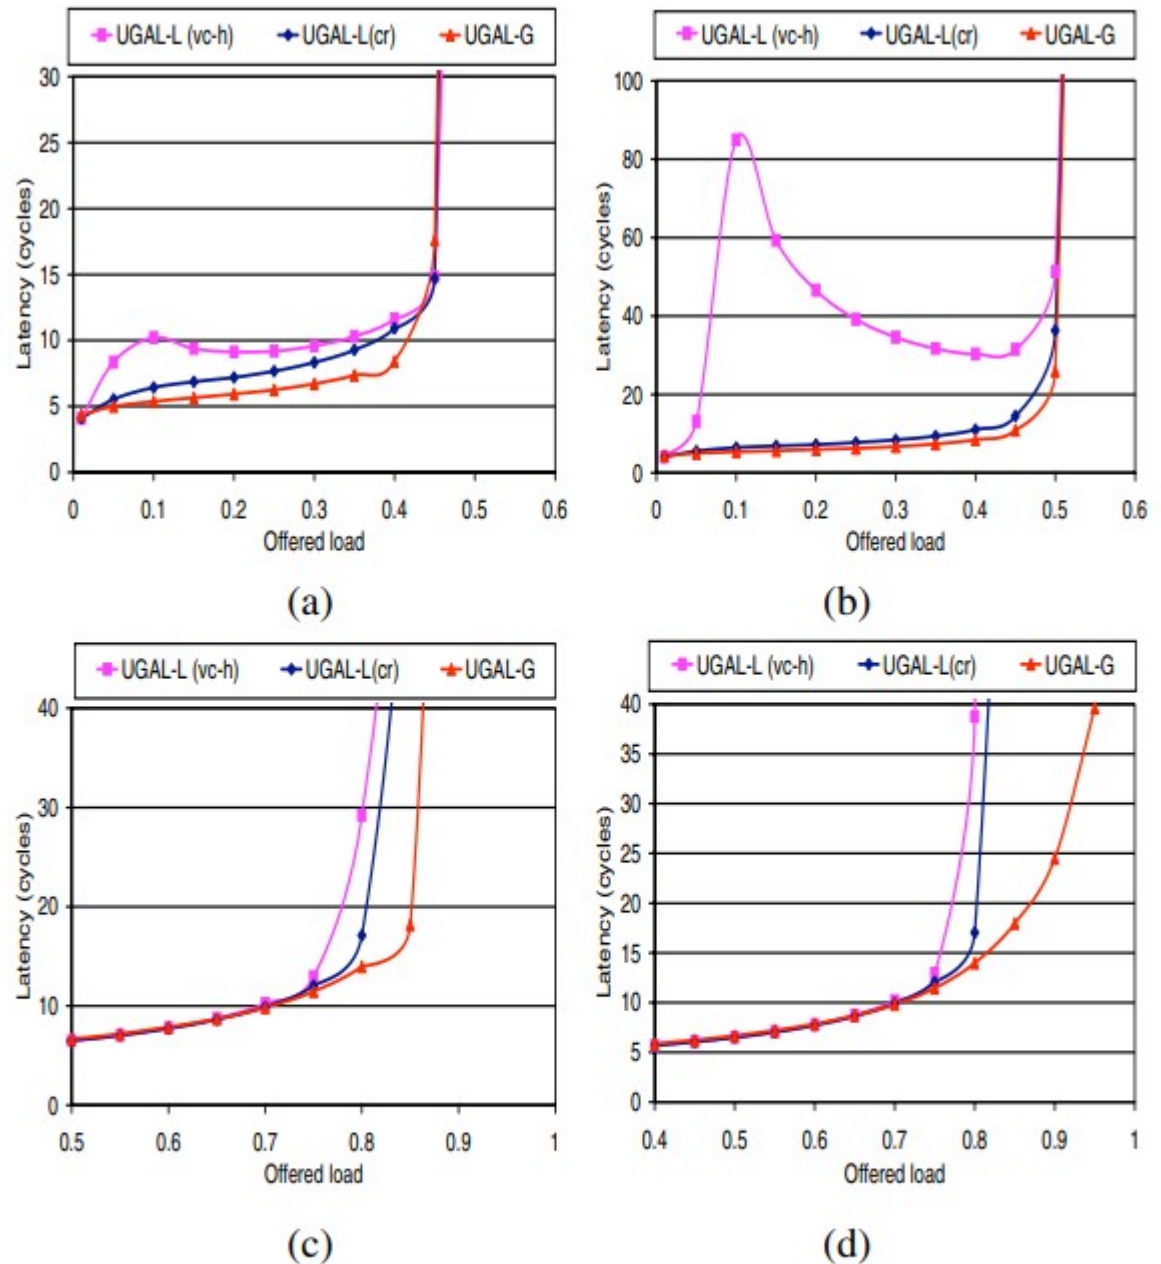 UGAL-L (vc-h) UGAL-L(cr) UGAL-G
30
25
20
15
10
5
0
Latency (cycles)
0 0.1 0.2 0.3 0.4 0.5 0.6
Offered load
(a)
UGAL-L (vc-h) UGAL-L(cr) UGAL-G
100
80
60
40
20
0
Latency (cycles)
0 0.1 0.2 0.3 0.4 0.5 0.6
Offered load
(b)
UGAL-L (vc-h) UGAL-L(cr) UGAL-G
40
30
20
10
0
Latency (cycles)
0.5 0.6 0.7 0.8 0.9 1
Offered load
(c)
UGAL-L (vc-h) UGAL-L(cr) UGAL-G
40
35
30
25
20
15
10
5
0
Latency (cycles)
0.4 0.5 0.6 0.7 0.8 0.9 1
Offered load
(d)